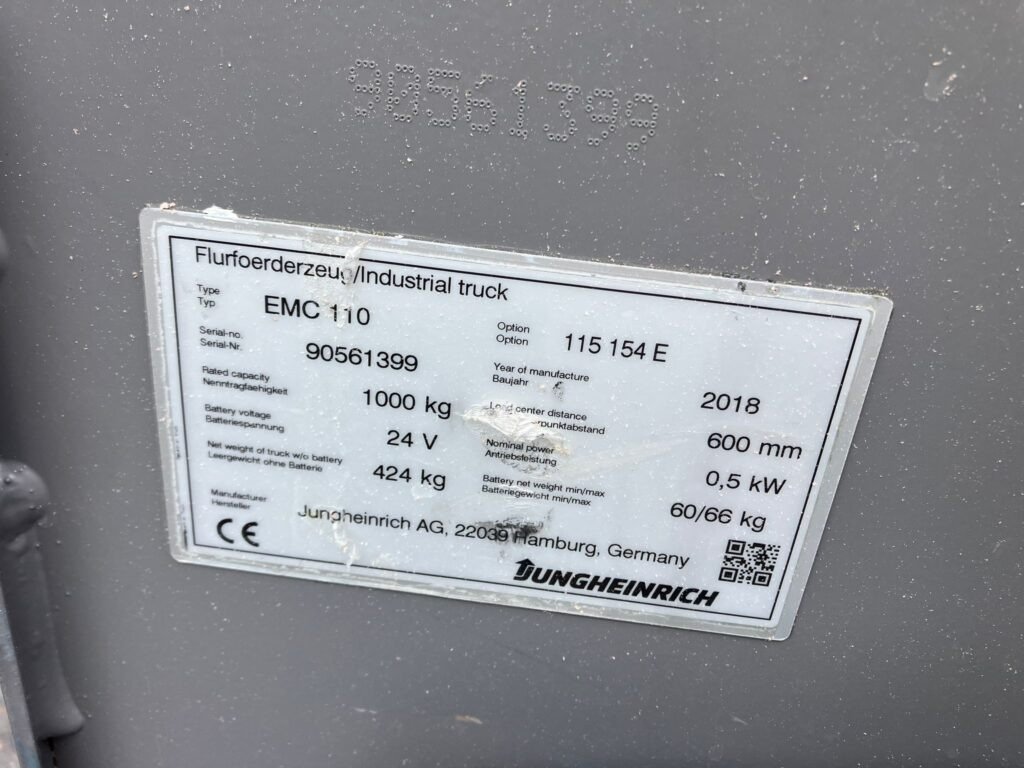 90561399
Flurfoerderzeug/Industrial truck
Type
Typ
EMC 110
Option
Option
115 154 E
Serial-no.
Serial-Nr.
90561399
Year of manufacture
Baujahr
2018
Rated capacity
Nenntragfaehigkeit
1000 kg
Load center distance
600 mm
Battery voltage
Batteriespannung
24 V
Nominal power
Antriebsleistung
0,5 kW
Net weight of truck w/o battery
Leergewicht ohne Batterie
424 kg
Battery net weight min/max
Batteriegewicht min/max
60/66 kg
Manufacturer
Hersteller
Jungheinrich AG, 22039 Hamburg, Germany
CE
JUNGHEINRICH